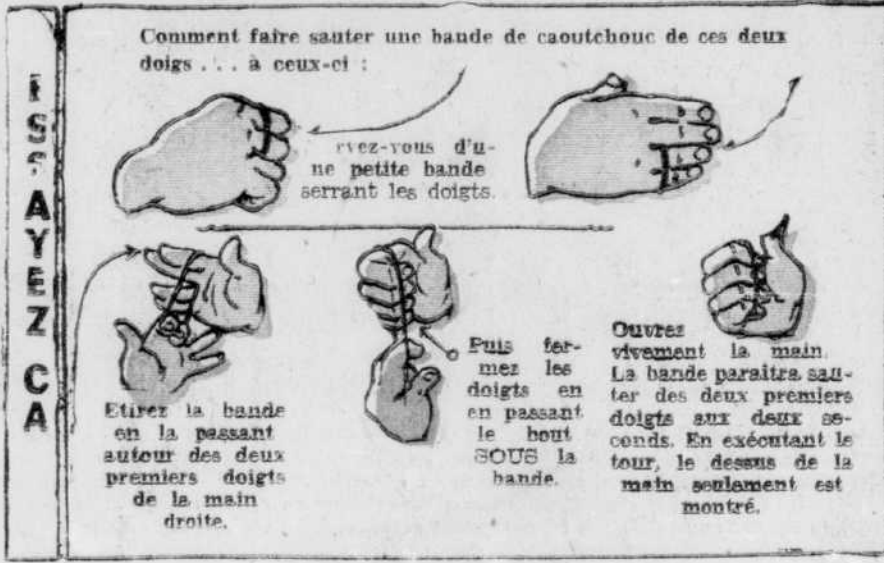 Comment faire sauter une bande de caoutchouc de ces deux
doigs . . . à ceux-ci :
rvez-vous d'u-
ne petite bande
serrant les doigts.
AYEZ CA
Etirez la bande
en la passant
autour des deux
premiers doigts
de la main
droite.
Puis fer-
mez les
doigts en
en passant
le bout
SOUS la
bande.
Ouvrez
vivement la main.
La bande paraîtra sau-
ter des deux premiers
doigts aux deux se-
conds. En exécutant le
tour, le dessus de la
main seulement est
montré.